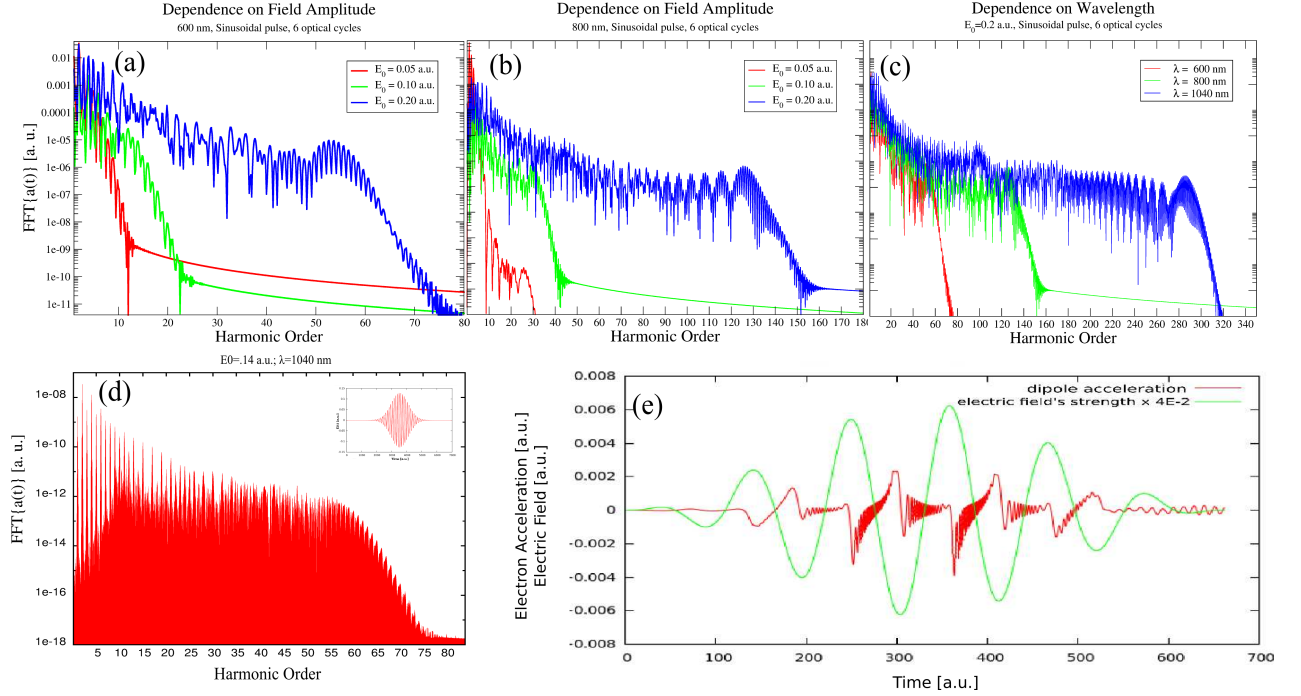 Dependence on Field Amplitude
600 nm, Sinusoidal pulse, 6 optical cycles
(a)
E0 = 0.05 a.u.
E0 = 0.10 a.u.
E0 = 0.20 a.u.
FFT{a(t)} [a. u.]
0.01
0.001
0.0001
1e-05
1e-06
1e-07
1e-08
1e-09
1e-10
1e-11
10 20 30 40 50 60 70 80
Harmonic Order
Dependence on Field Amplitude
800 nm, Sinusoidal pulse, 6 optical cycles
(b)
E0 = 0.05 a.u.
E0 = 0.10 a.u.
E0 = 0.20 a.u.
10 20 30 40 50 60 70 80 90 100 110 120 130 140 150 160 170 180
Harmonic Order
Dependence on Wavelength
E0=0.2 a.u., Sinusoidal pulse, 6 optical cycles
(c)
λ = 600 nm
λ = 800 nm
λ = 1040 nm
20 40 60 80 100 120 140 160 180 200 220 240 260 280 300 320 340
Harmonic Order
E0=.14 a.u.; λ=1040 nm
(d)
FFT{a(t)} [a. u.]
1e-08
1e-10
1e-12
1e-14
1e-16
1e-18
5 10 15 20 25 30 35 40 45 50 55 60 65 70 75 80
Harmonic Order
Time [a.u.]
(e)
dipole acceleration
electric field's strength x 4E-2
Electron Acceleration [a.u.]
Electric Field [a.u.]
0.008
0.006
0.004
0.002
0
-0.002
-0.004
-0.006
-0.008
0 100 200 300 400 500 600 700
Time [a.u.]